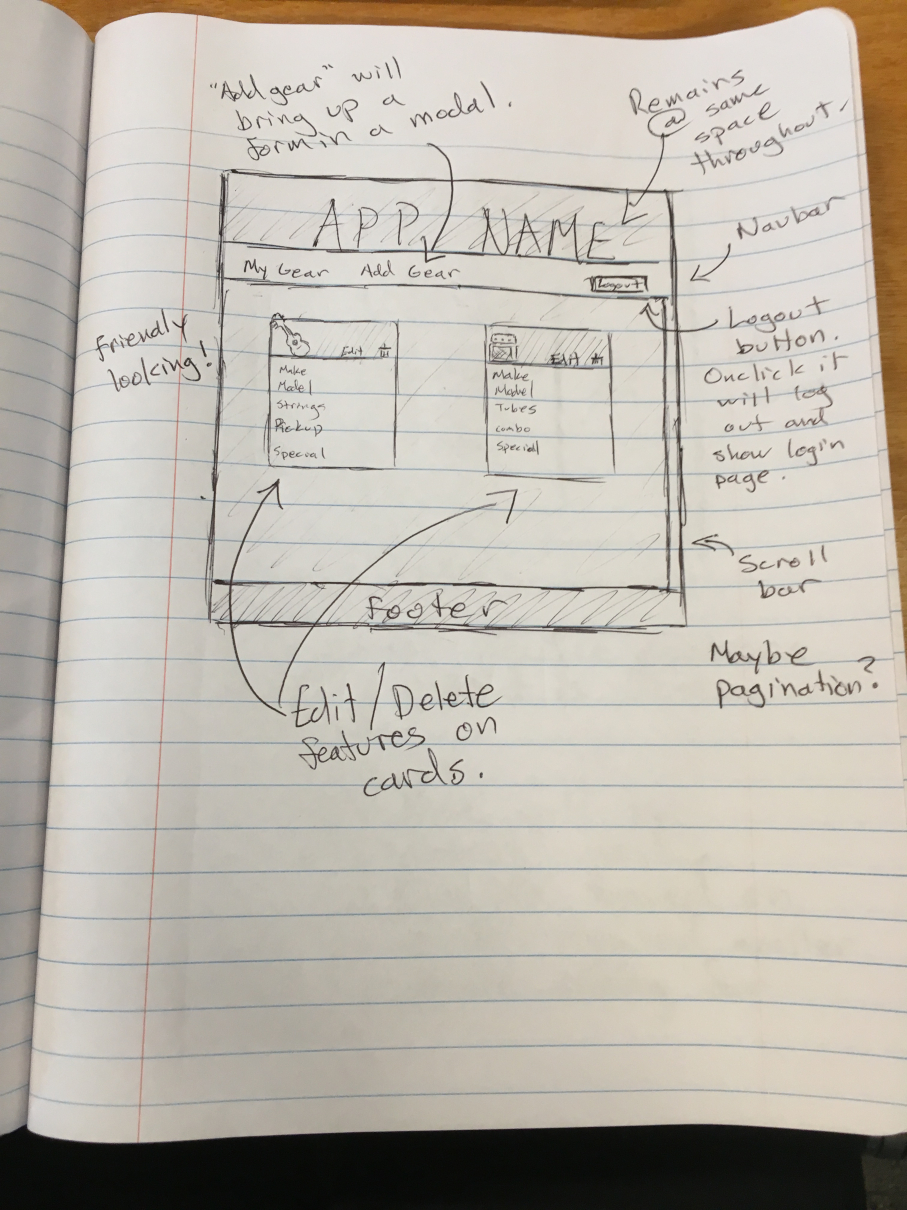 "Add gear" will
bring up a
form in a modal.
Remains
@ same
space
throughout.
APP NAME
Navbar
My Gear Add Gear
Logout
Logout
button.
Onclick it
will log
out and
show login
page.
friendly
looking!
Edit
Make
Model
Strings
Pickup
Special
EDIT
Make
Model
Tubes
combo
Special
Scroll
bar
footer
Maybe
pagination?
Edit/Delete
features on
cards.